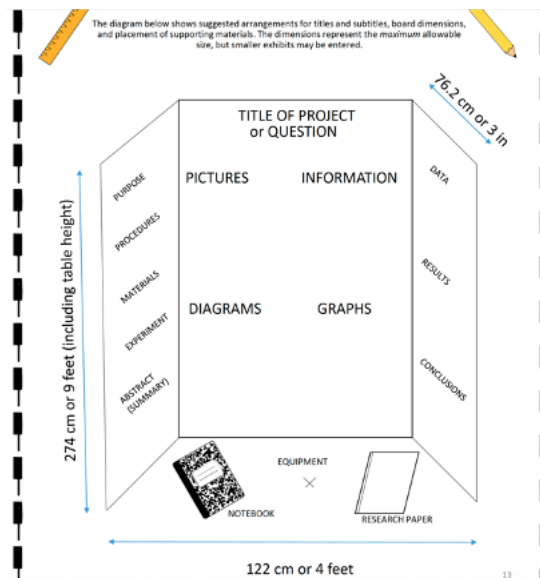 The diagram below shows suggested arrangements for titles and subtitles, board dimensions,
and placement of supporting materials. The dimensions represent the maximum allowable
size, but smaller exhibits may be entered.
76.2 cm or 3 in
TITLE OF PROJECT
or QUESTION
PURPOSE
PICTURES
INFORMATION
DATA
PROCEDURES
MATERIALS
RESULTS
DIAGRAMS
GRAPHS
EXPERIMENT
ABSTRACT
(SUMMARY)
CONCLUSIONS
274 cm or 9 feet (including table height)
EQUIPMENT
NOTEBOOK
RESEARCH PAPER
122 cm or 4 feet
13